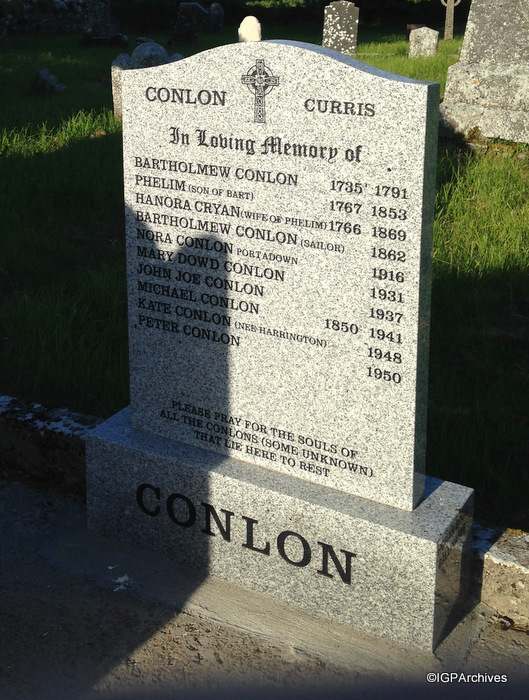 CONLON CURRIS
In Loving Memory of
BARTHOLMEW CONLON 1735' 1791
PHELIM (SON OF BART) 1767 1853
HANORA CRYAN (WIFE OF PHELIM) 1766 1869
BARTHOLMEW CONLON (SAILOR) 1862
NORA CONLON PORTADOWN 1916
MARY DOWD CONLON 1931
JOHN JOE CONLON 1937
MICHAEL CONLON 1850 1941
KATE CONLON (NEE HARRINGTON) 1948
PETER CONLON 1950
PLEASE PRAY FOR THE SOULS OF
ALL THE CONLONS (SOME UNKNOWN)
THAT LIE HERE TO REST
CONLON
©IGPArchives